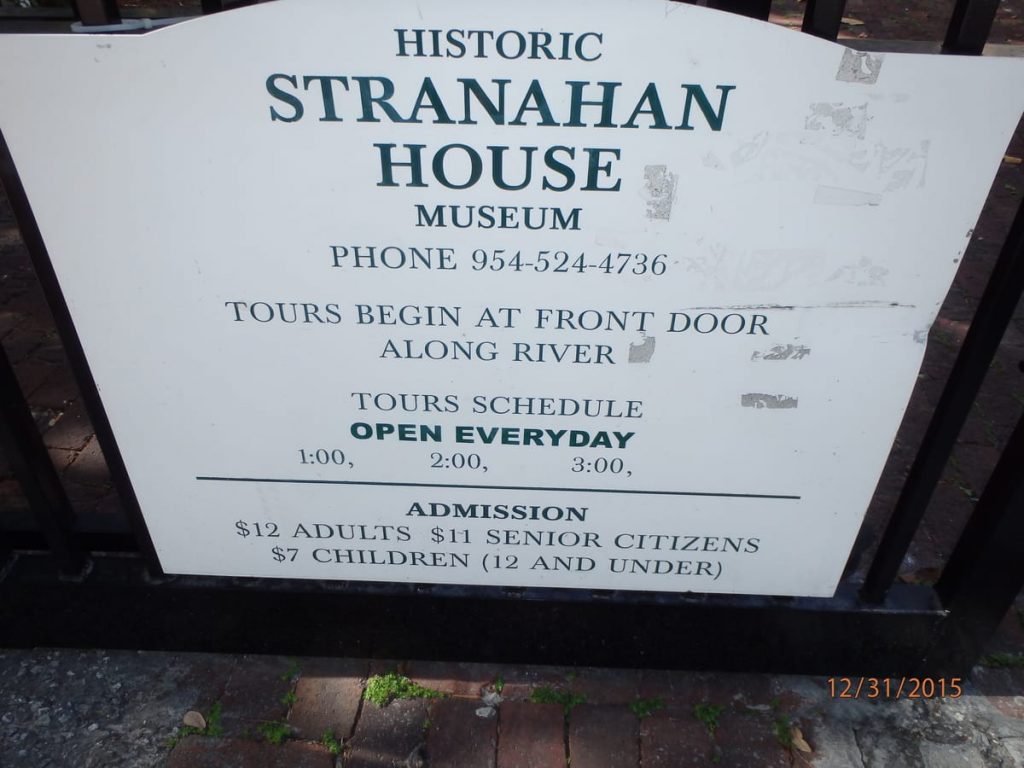 HISTORIC
STRANAHAN
HOUSE
MUSEUM
PHONE 954-524-4736
TOURS BEGIN AT FRONT DOOR
ALONG RIVER
TOURS SCHEDULE
OPEN EVERYDAY
1:00, 2:00, 3:00,
ADMISSION
$12 ADULTS $11 SENIOR CITIZENS
$7 CHILDREN (12 AND UNDER)
12/31/2015